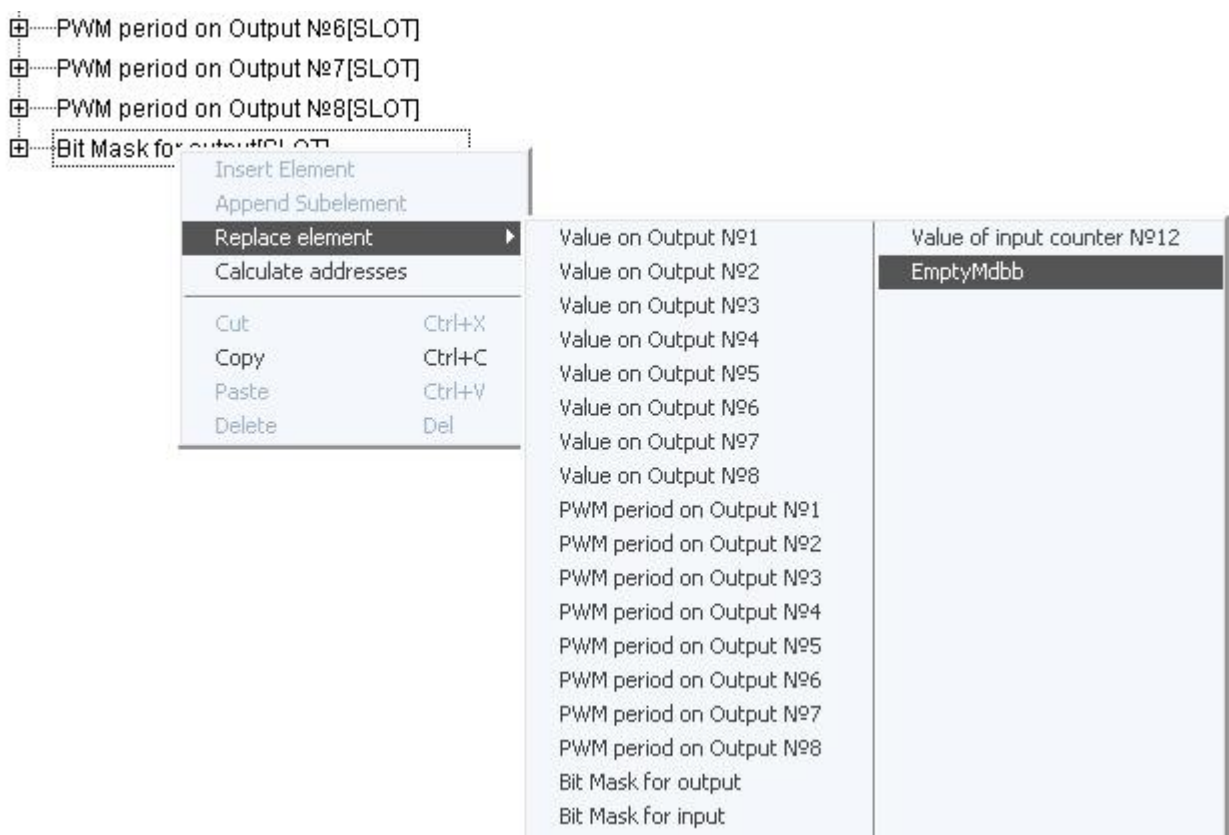 PWM period on Output №6[SLOT]
PWM period on Output №7[SLOT]
PWM period on Output №8[SLOT]
Bit Mask for output[SLOT]
Insert Element
Append Subelement
Replace element
Calculate addresses
Cut Ctrl+X
Copy Ctrl+C
Paste Ctrl+V
Delete Del
Value on Output №1
Value on Output №2
Value on Output №3
Value on Output №4
Value on Output №5
Value on Output №6
Value on Output №7
Value on Output №8
PWM period on Output №1
PWM period on Output №2
PWM period on Output №3
PWM period on Output №4
PWM period on Output №5
PWM period on Output №6
PWM period on Output №7
PWM period on Output №8
Bit Mask for output
Bit Mask for input
Value of input counter №12
EmptyMdbb